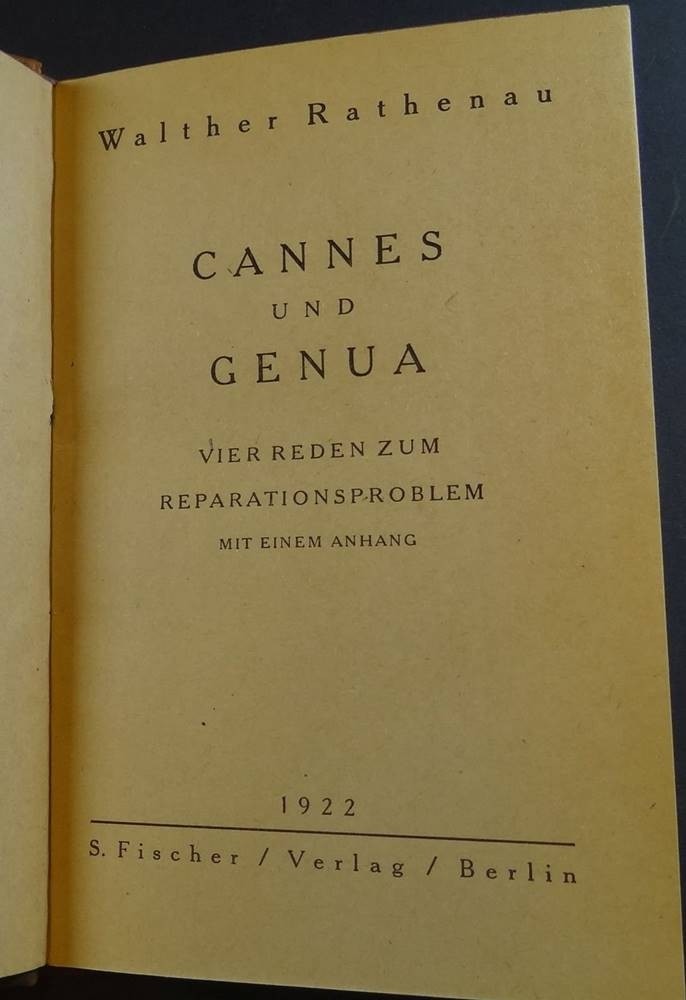 Walther Rathenau
CANNES
UND
GENUA
VIER REDEN ZUM
REPARATIONSPROBLEM
MIT EINEM ANHANG
1922
S. Fischer / Verlag / Berlin